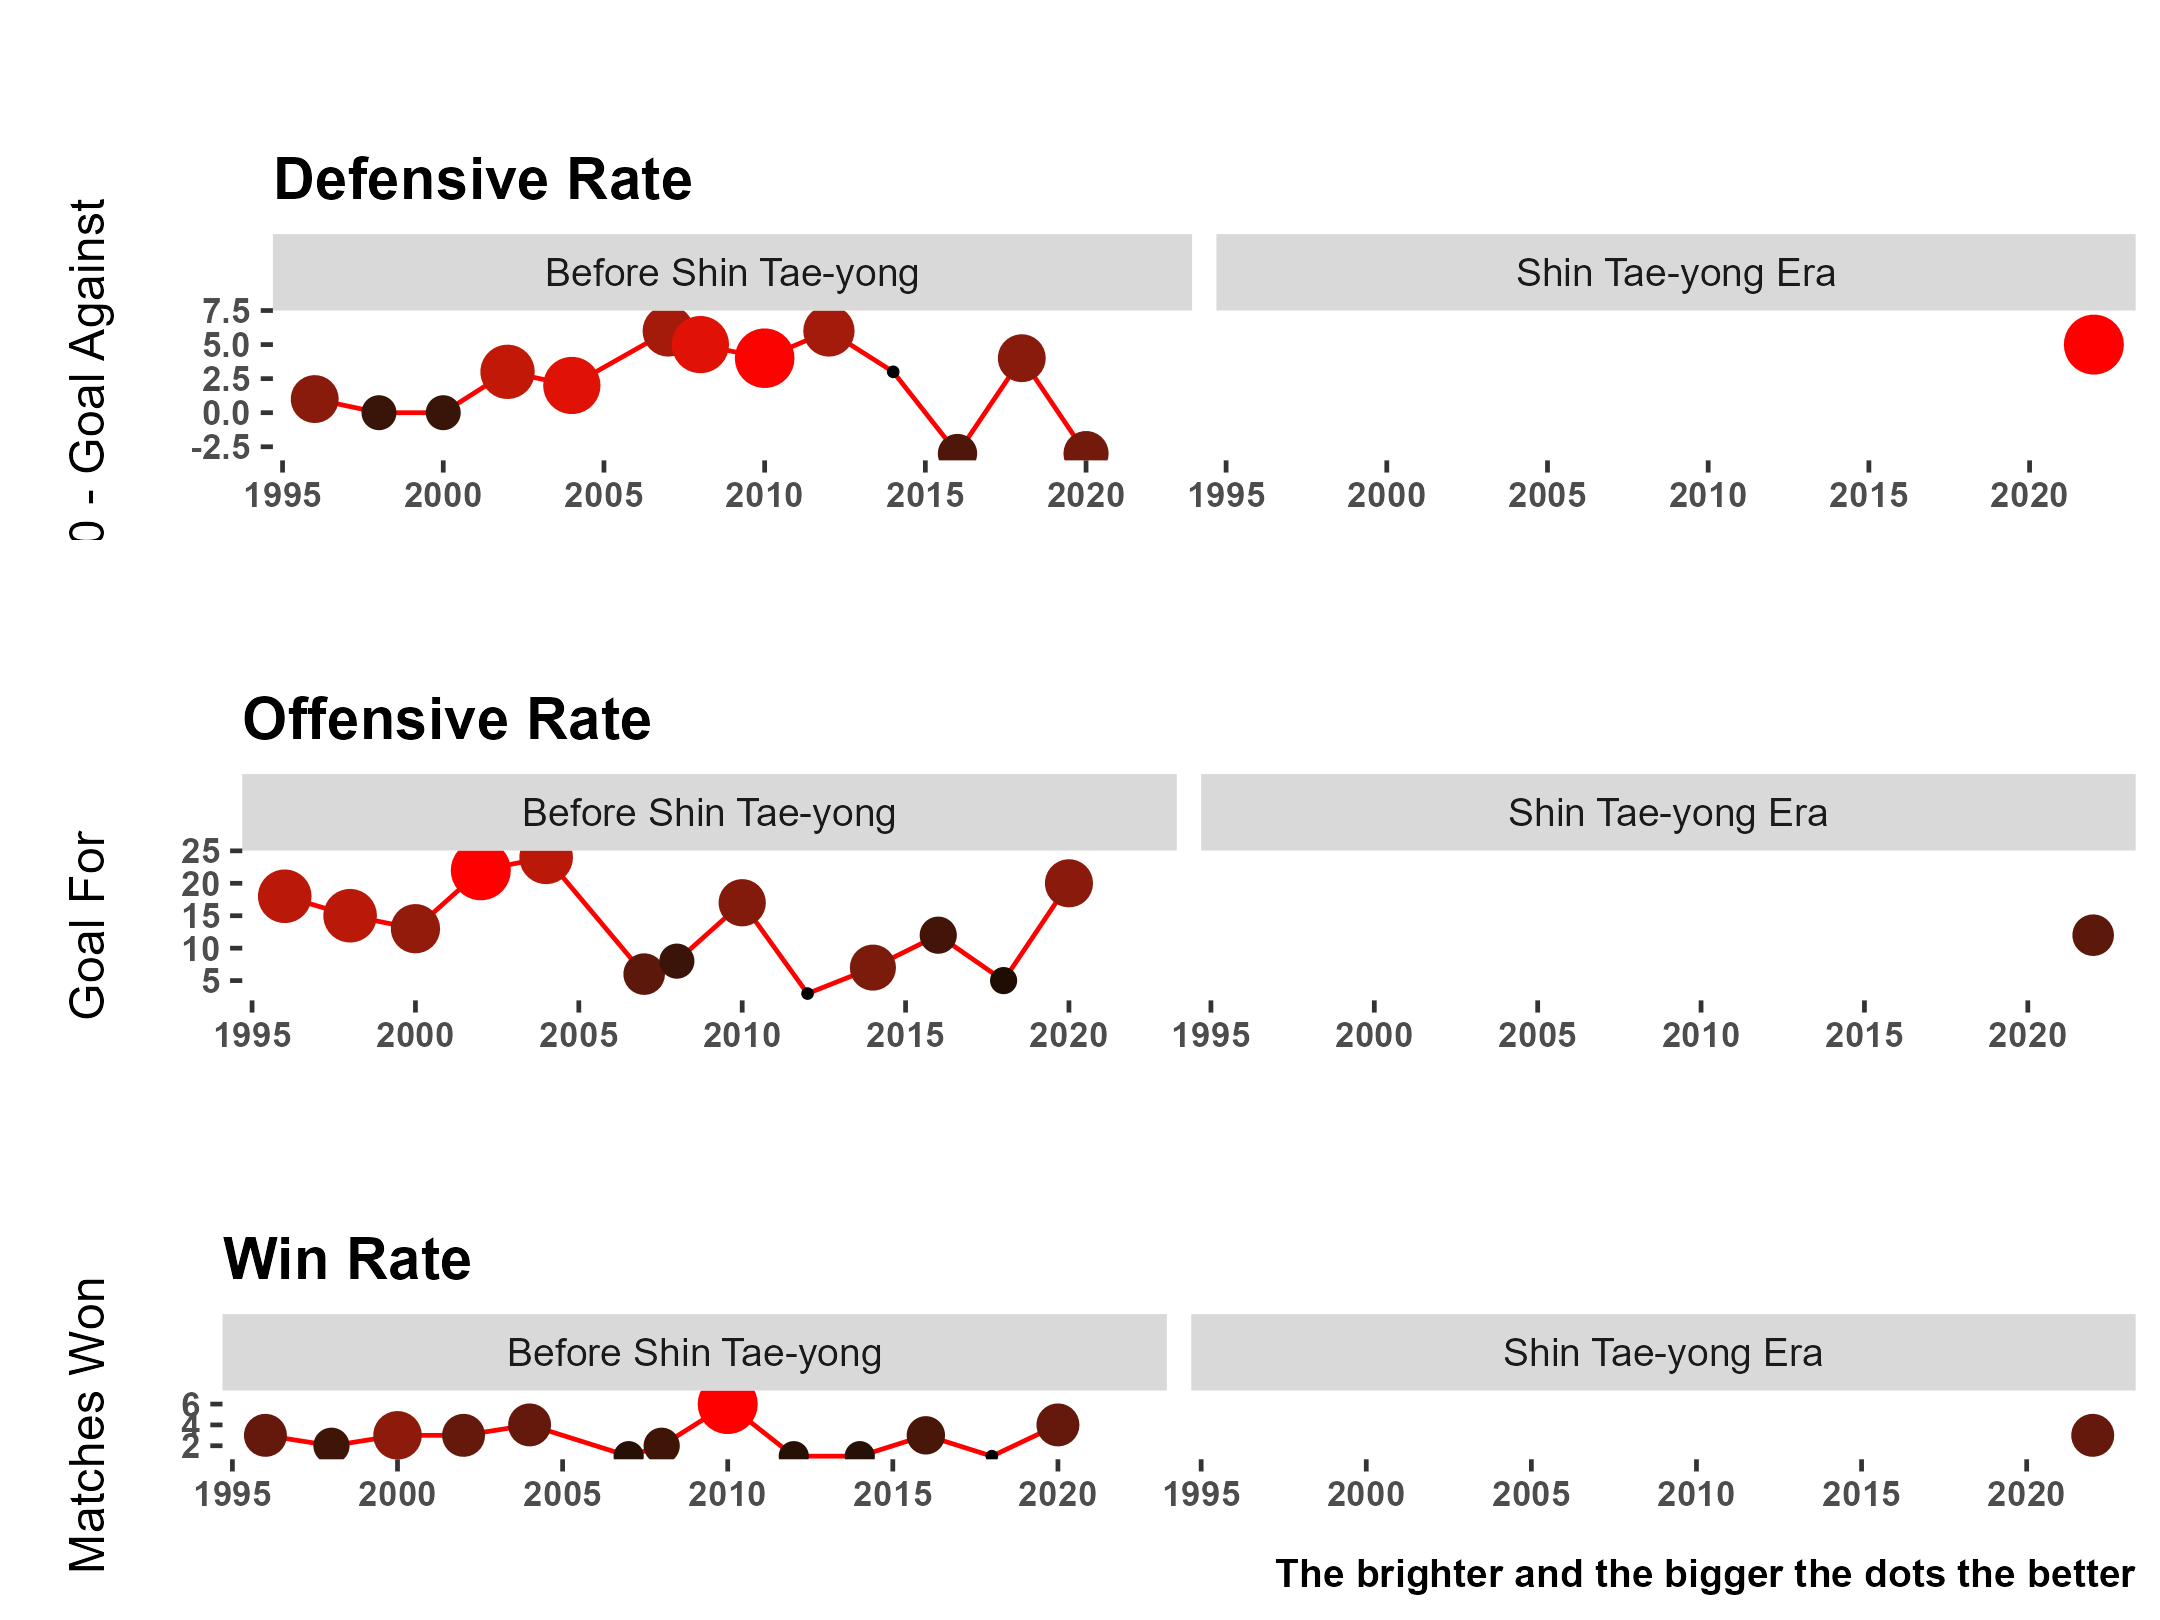 Defensive Rate
0 - Goal Against
Before Shin Tae-yong
Shin Tae-yong Era
7.5
5.0
2.5
0.0
-2.5
1995 2000 2005 2010 2015 2020 1995 2000 2005 2010 2015 2020
Offensive Rate
Goal For
Before Shin Tae-yong
Shin Tae-yong Era
25
20
15
10
5
1995 2000 2005 2010 2015 2020 1995 2000 2005 2010 2015 2020
Win Rate
Matches Won
Before Shin Tae-yong
Shin Tae-yong Era
6
4
2
1995 2000 2005 2010 2015 2020 1995 2000 2005 2010 2015 2020
The brighter and the bigger the dots the better